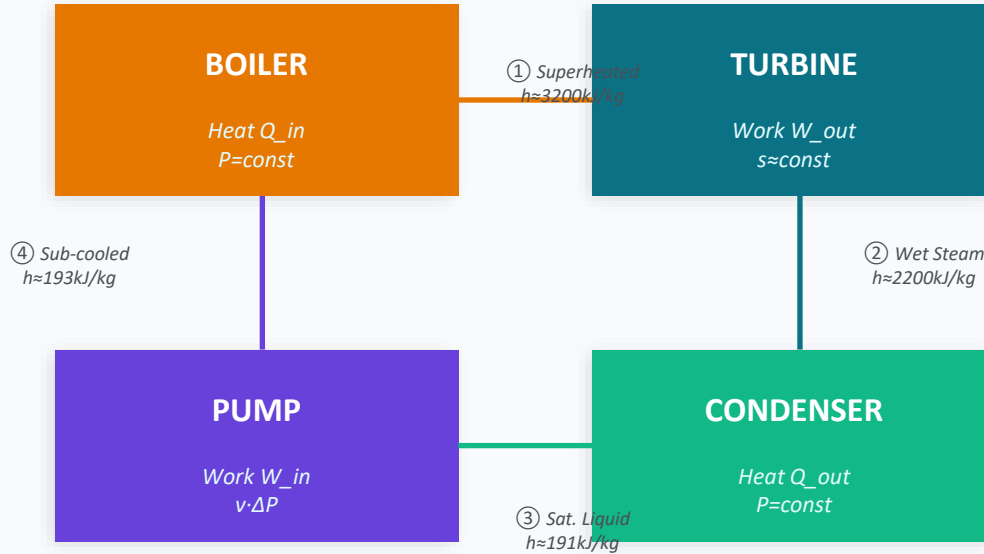 BOILER
Heat Q_in
P=const
① Superheated
h≈3200kJ/kg
TURBINE
Work W_out
s≈const
④ Sub-cooled
h≈193kJ/kg
② Wet Steam
h≈2200kJ/kg
PUMP
Work W_in
v·ΔP
③ Sat. Liquid
h≈191kJ/kg
CONDENSER
Heat Q_out
P=const